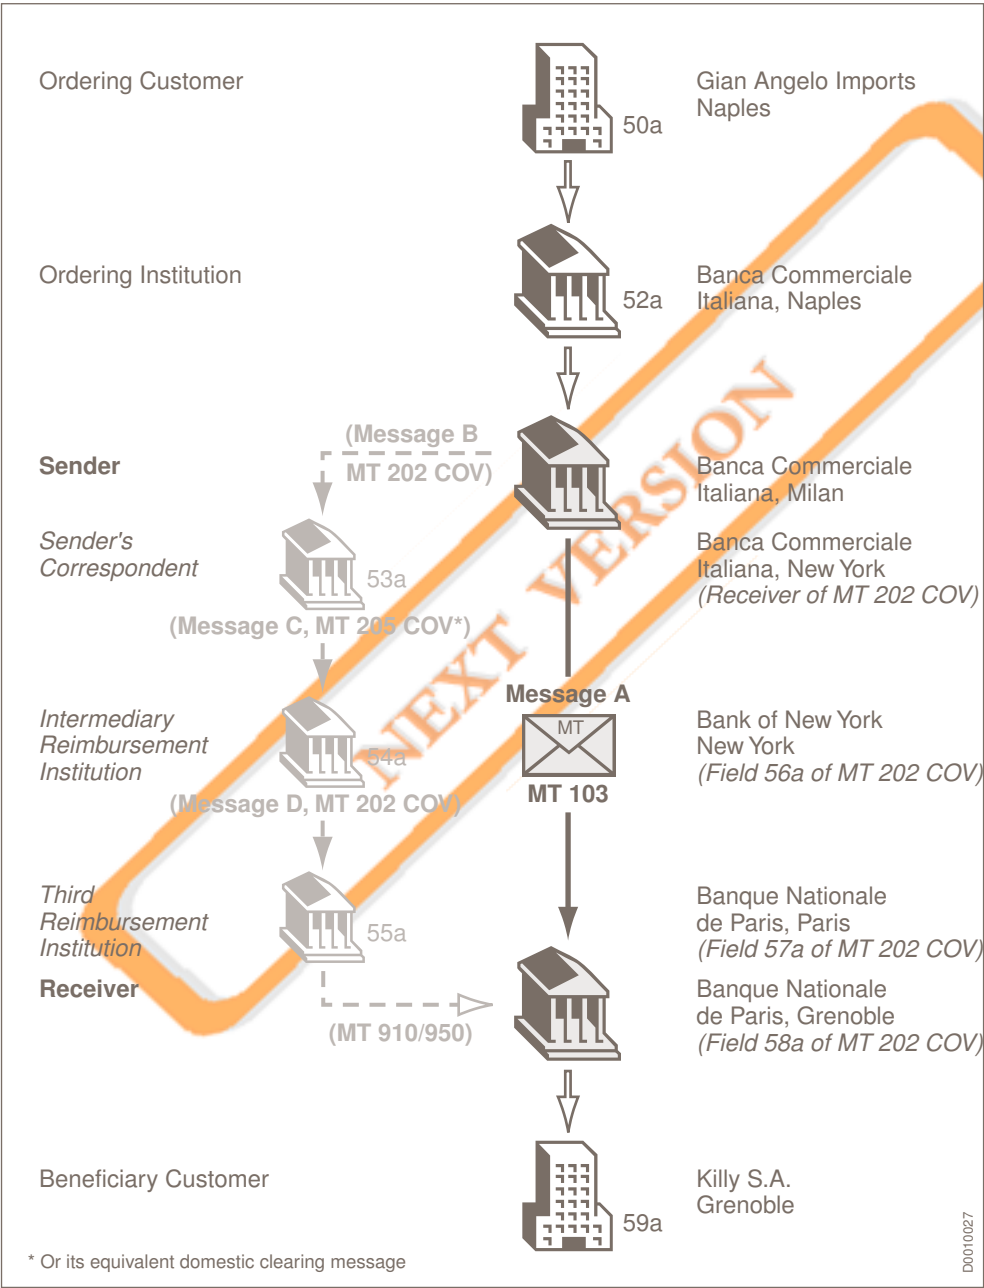 Ordering Customer
Gian Angelo Imports
Naples
50a
Ordering Institution
Banca Commerciale
Italiana, Naples
52a
(Message B
MT 202 COV)
Sender
Banca Commerciale
Italiana, Milan
Sender's
Correspondent
53a
Banca Commerciale
Italiana, New York
(Receiver of MT 202 COV)
(Message C, MT 205 COV*)
NEXT VERSION
Message A
MT
MT 103
Intermediary
Reimbursement
Institution
54a
Bank of New York
New York
(Field 56a of MT 202 COV)
(Message D, MT 202 COV)
Third
Reimbursement
Institution
55a
Banque Nationale
de Paris, Paris
(Field 57a of MT 202 COV)
Receiver
(MT 910/950)
Banque Nationale
de Paris, Grenoble
(Field 58a of MT 202 COV)
Beneficiary Customer
Killy S.A.
Grenoble
59a
* Or its equivalent domestic clearing message
D0010027